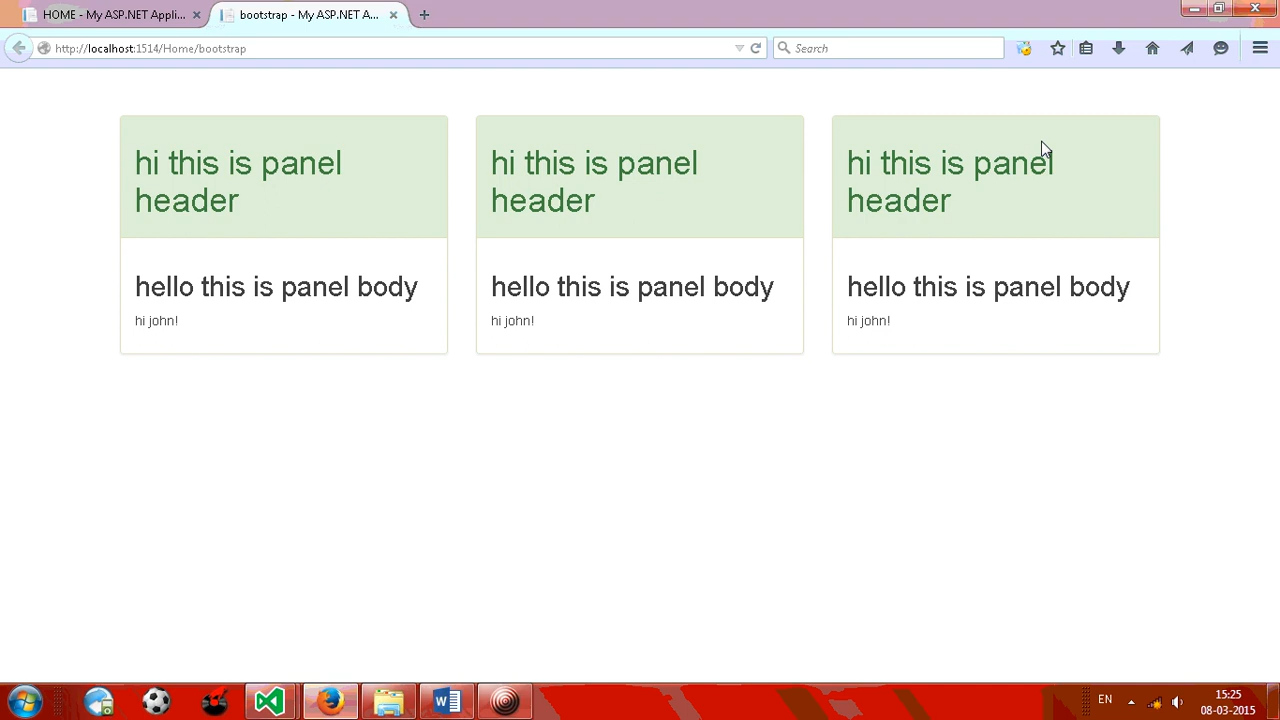 HOME - My ASP.NET Appli...
bootstrap - My ASP.NET A...
http://localhost:1514/Home/bootstrap
Search
hi this is panel
header
hello this is panel body
hi john!
hi this is panel
header
hello this is panel body
hi john!
hi this is panel
header
hello this is panel body
hi john!
EN
15:25
08-03-2015